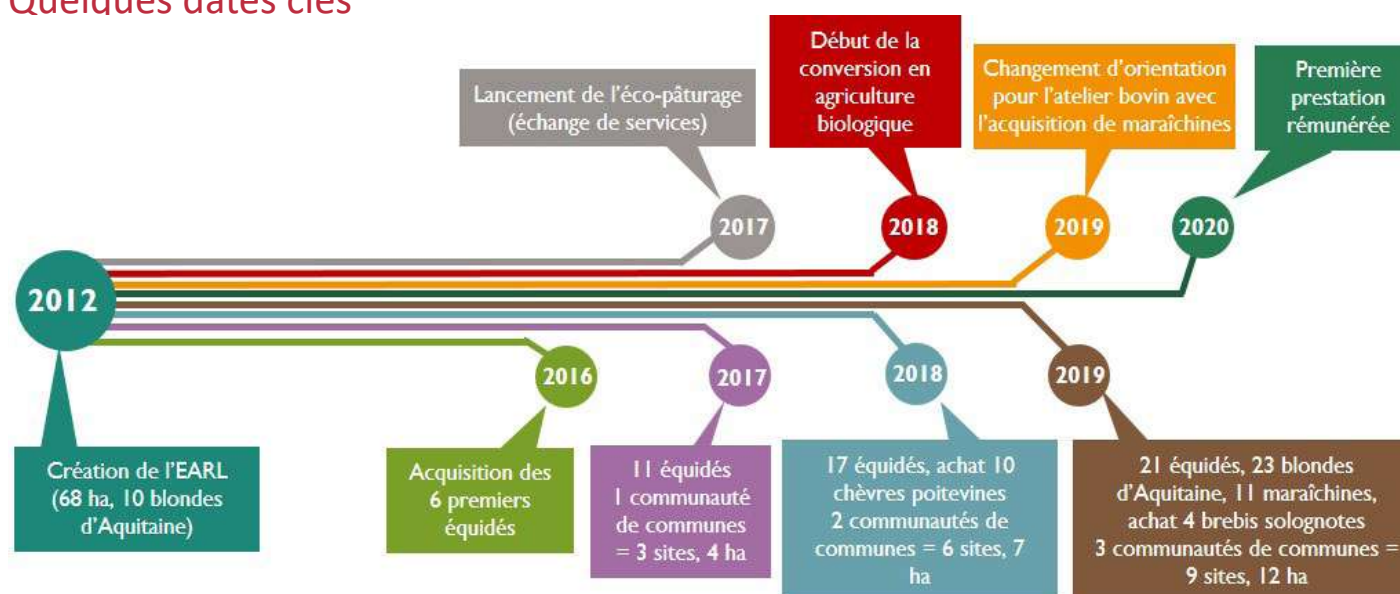 Quelques dates clés
Lancement de l'éco-pâturage
(échange de services)
Début de la
conversion en
agriculture
biologique
Changement d'orientation
pour l'atelier bovin avec
l'acquisition de maraîchines
Première
prestation
rémunérée
2017
2018
2019
2020
2012
2016
2017
2018
2019
Création de l'EARL
(68 ha, 10 blondes
d'Aquitaine)
Acquisition des
6 premiers
équidés
11 équidés
1 communauté
de communes
= 3 sites, 4 ha
17 équidés, achat 10
chèvres poitevines
2 communautés de
communes = 6 sites, 7
ha
21 équidés, 23 blondes
d'Aquitaine, 11 maraîchines,
achat 4 brebis solognotes
3 communautés de communes =
9 sites, 12 ha